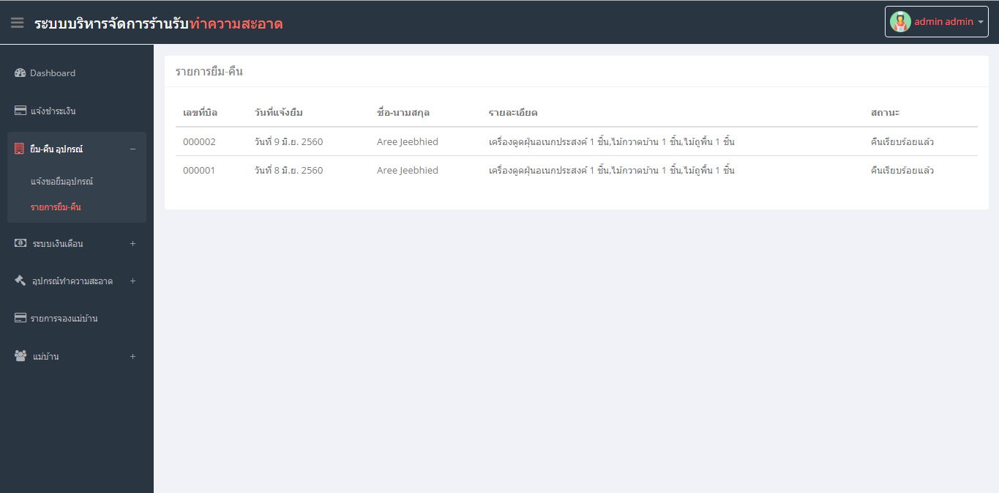 ระบบบริหารจัดการร้านรับทำความสะอาด
admin admin
Dashboard
แจ้งชำระเงิน
ยืม-คืน อุปกรณ์
แจ้งขอยืมอุปกรณ์
รายการยืม-คืน
ระบบเงินเดือน +
อุปกรณ์ทำความสะอาด +
รายการจองแม่บ้าน
แม่บ้าน +
รายการยืม-คืน
เลขที่บิล วันที่แจ้งยืม ชื่อ-นามสกุล รายละเอียด สถานะ
000002 วันที่ 9 มิ.ย. 2560 Aree Jeebhied เครื่องดูดฝุ่นอเนกประสงค์ 1 ชิ้น,ไม้กวาดบ้าน 1 ชิ้น,ไม้ถูพื้น 1 ชิ้น คืนเรียบร้อยแล้ว
000001 วันที่ 8 มิ.ย. 2560 Aree Jeebhied เครื่องดูดฝุ่นอเนกประสงค์ 1 ชิ้น,ไม้กวาดบ้าน 1 ชิ้น,ไม้ถูพื้น 1 ชิ้น คืนเรียบร้อยแล้ว